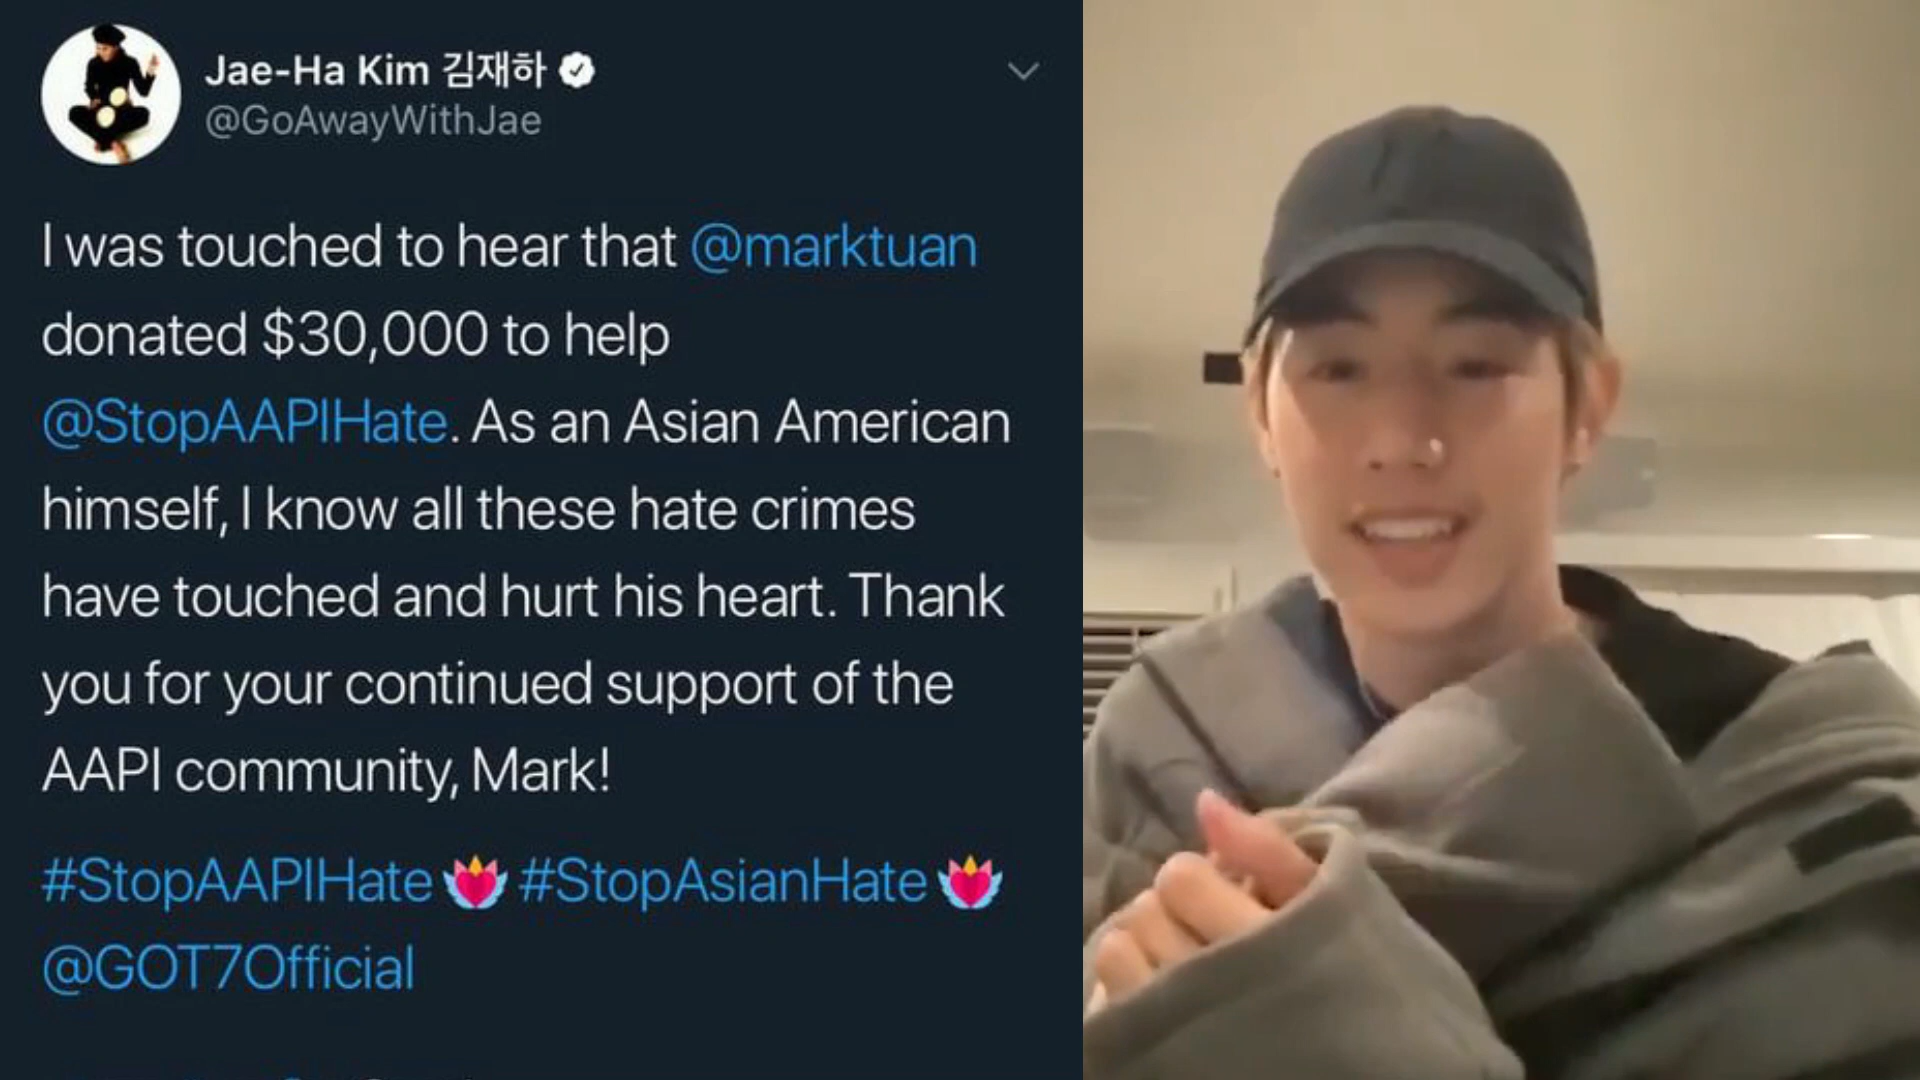 Jae-Ha Kim 김재하
@GoAwayWithJae
I was touched to hear that @marktuan
donated $30,000 to help
@StopAAPIHate. As an Asian American
himself, I know all these hate crimes
have touched and hurt his heart. Thank
you for your continued support of the
AAPI community, Mark!
#StopAAPIHate #StopAsianHate
@GOT7Official